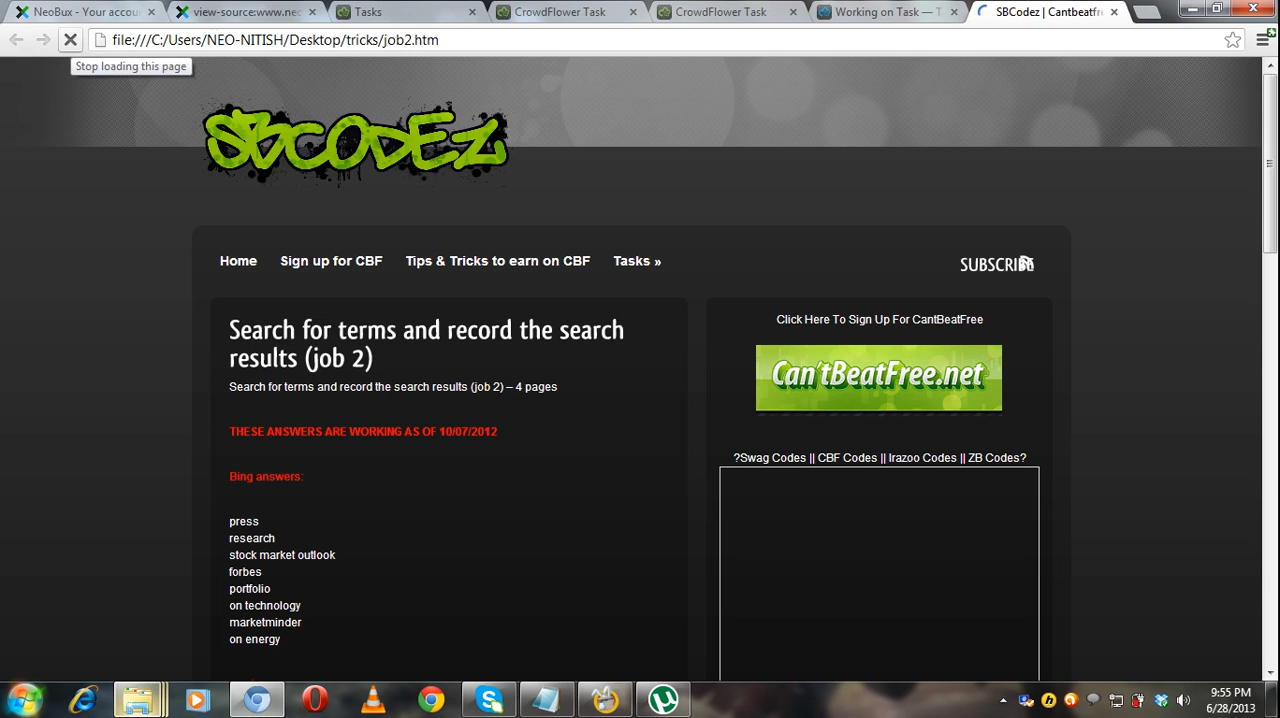 NeoBux - Your accou
view-source:www.neo
Tasks
CrowdFlower Task
CrowdFlower Task
Working on Task — T
SBCodez | Cantbeatfre
file:///C:/Users/NEO-NITISH/Desktop/tricks/job2.htm
Stop loading this page
SBCODEZ
Home
Sign up for CBF
Tips & Tricks to earn on CBF
Tasks »
SUBSCRIBE
Search for terms and record the search
results (job 2)
Search for terms and record the search results (job 2) – 4 pages
THESE ANSWERS ARE WORKING AS OF 10/07/2012
Bing answers:
press
research
stock market outlook
forbes
portfolio
on technology
marketminder
on energy
Click Here To Sign Up For CantBeatFree
Can'tBeatFree.net
?Swag Codes || CBF Codes || Irazoo Codes || ZB Codes?
9:55 PM
6/28/2013